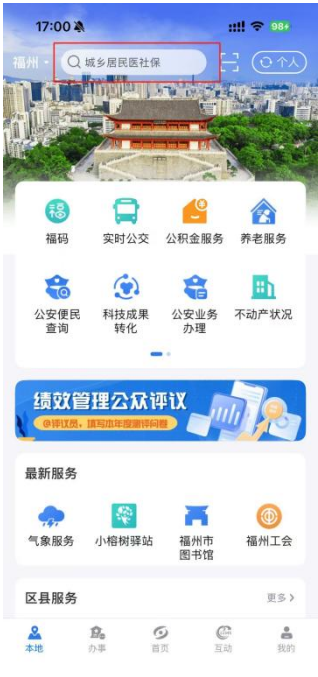 17:00
98
福州
城乡居民医社保
个人
福
福码
实时公交
公积金服务
养老服务
公安便民
查询
科技成果
转化
公安业务
办理
不动产状况
绩效管理公众评议
@评议员，填写本年度测评问卷
最新服务
气象服务
小榕树驿站
福州市
图书馆
福州工会
区县服务
更多
本地
办事
首页
互动
我的